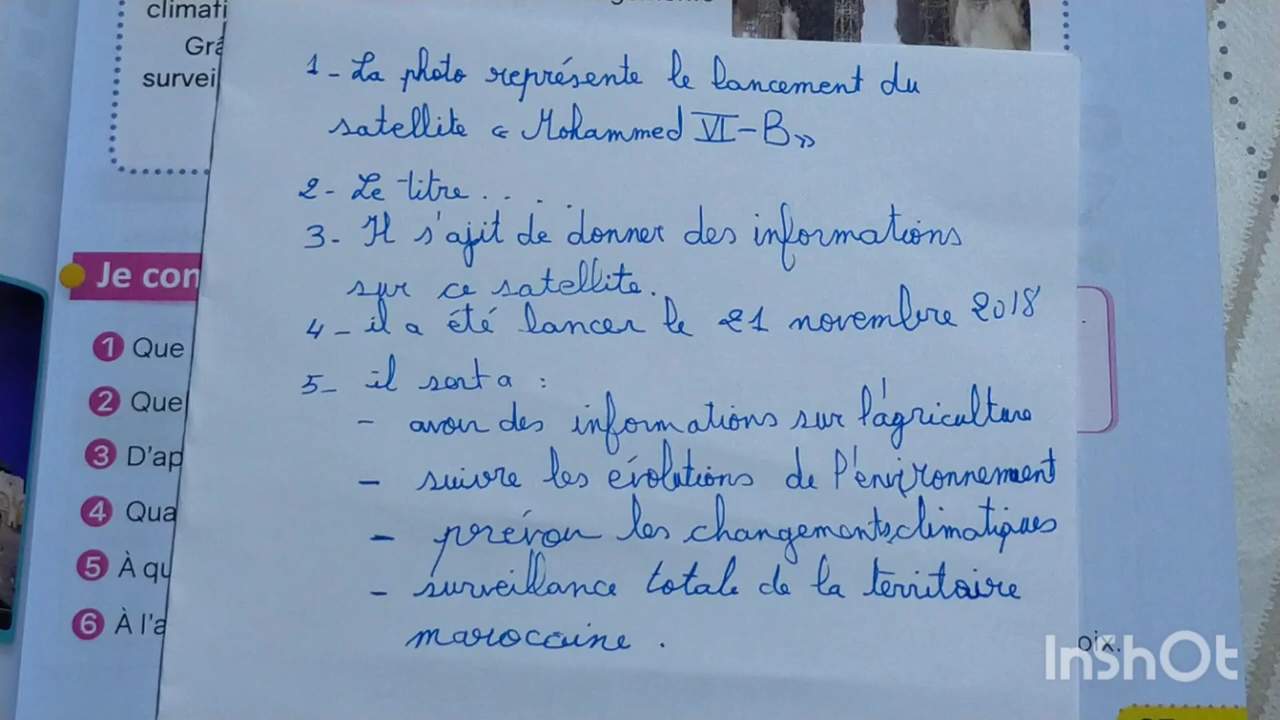 climati
Grâ
survei
1 - La photo représente le lancement du
satellite « Mohammed VI-B »
2 - Le titre . . . .
3 - Il s'ajit de donner des informations
sur ce satellite.
4 - il a été lancer le 21 novembre 2018
5 - il sert a :
- avoir des informations sur l'agriculture
- suivre les évolutions de l'environnement
- prévoir les changements climatiques
- surveillance totale de la territoire
marocaine .
Je con
1 Que
2 Quel
3 D'ap
4 Qua
5 À qu
6 À l'a
oix.
InShOt